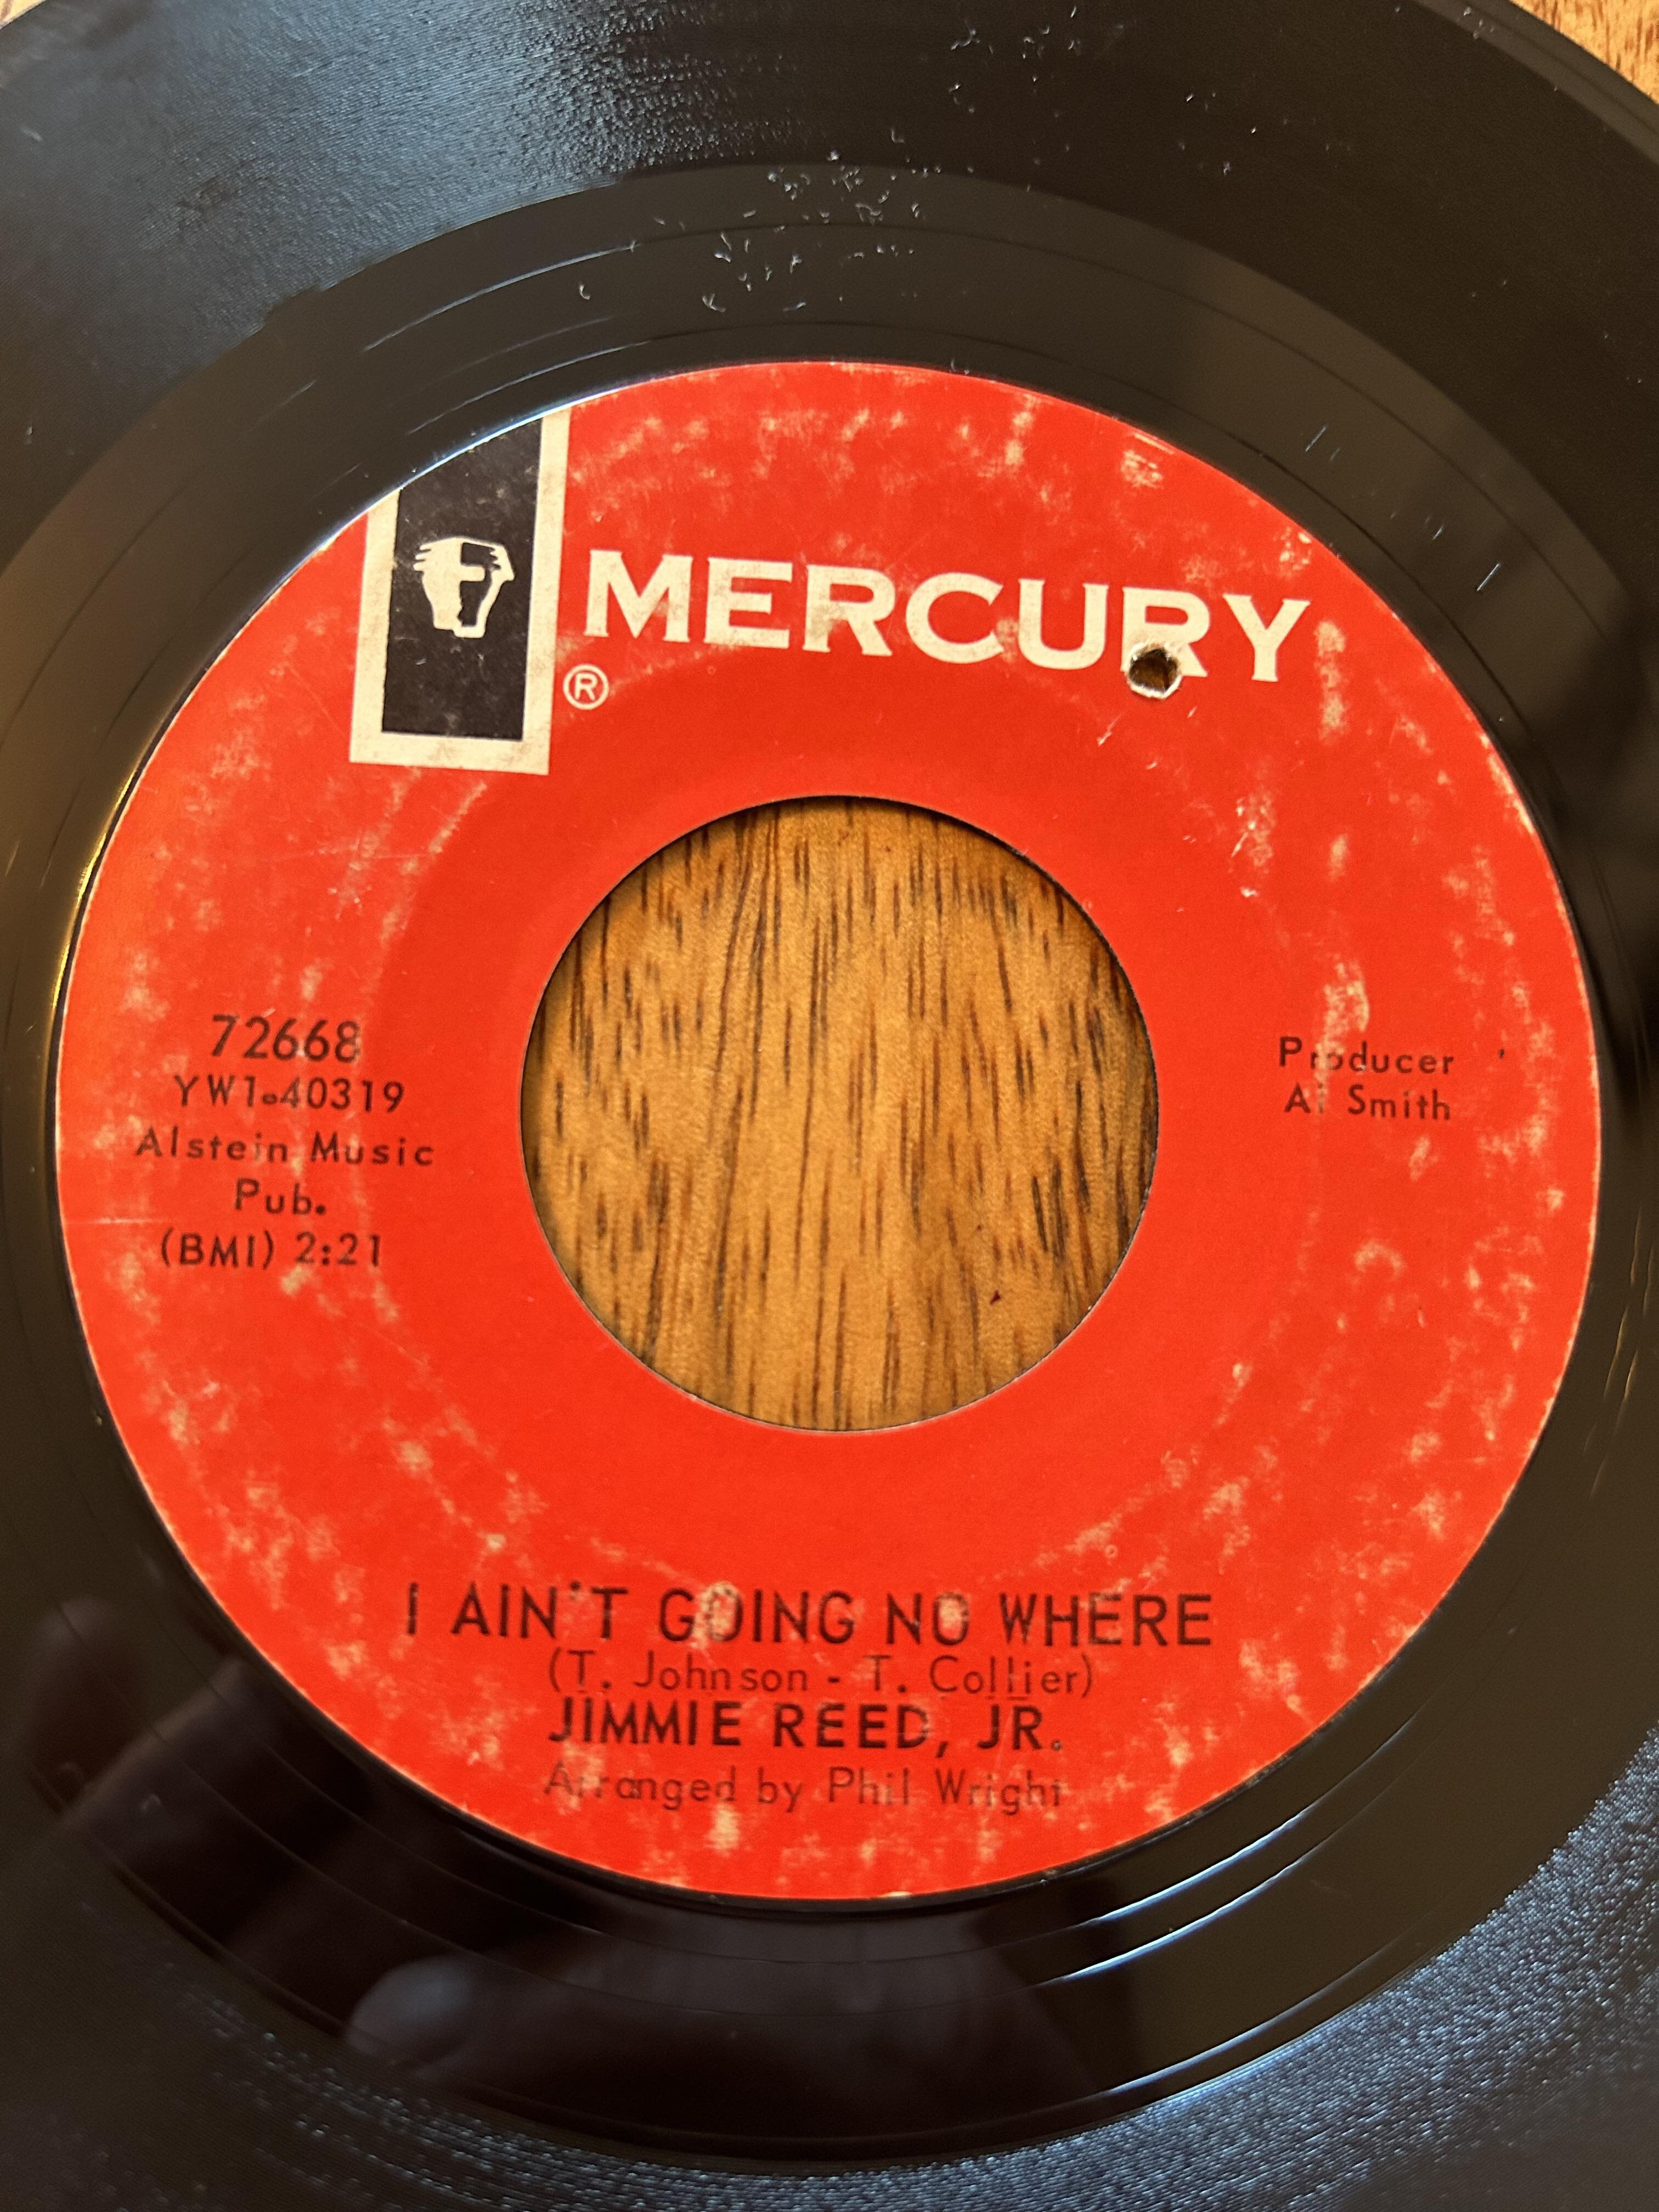 MERCURY
®
72668
YW1-40319
Alstein Music
Pub.
(BMI) 2:21
Producer
Al Smith
I AIN'T GOING NO WHERE
(T. Johnson - T. Collier)
JIMMIE REED, JR.
Arranged by Phil Wright